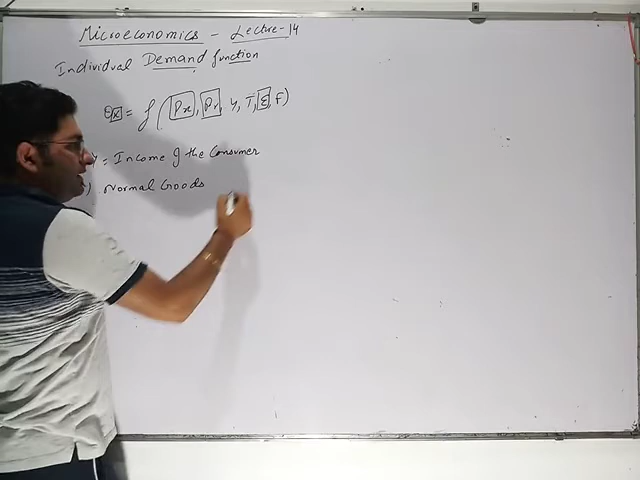 Microeconomics - Lecture-14
Individual Demand function
Qx = f(Px, Pr, Y, T, E, F)
Y = Income of the Consumer
) Normal Goods